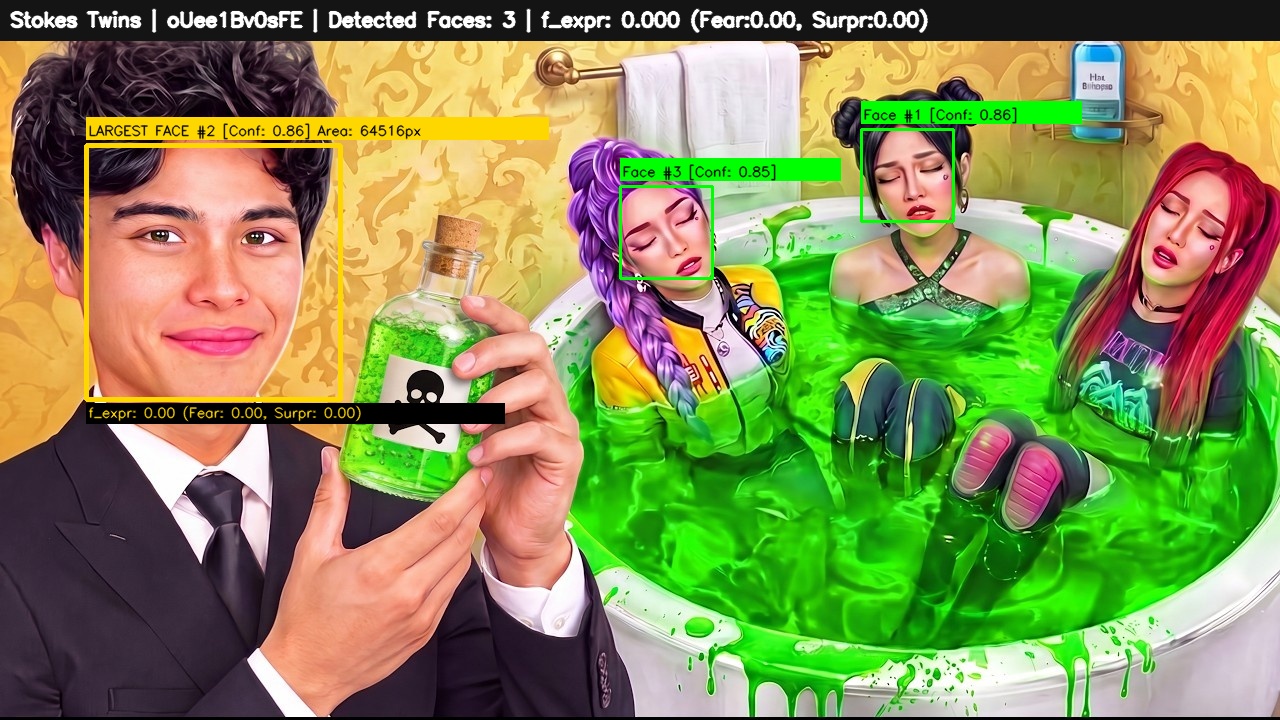 Stokes Twins | oUee1Bv0sFE | Detected Faces: 3 | f_expr: 0.000 (Fear:0.00, Surpr:0.00)
LARGEST FACE #2 [Conf: 0.86] Area: 64516px
Face #1 [Conf: 0.86]
Face #3 [Conf: 0.85]
f_expr: 0.00 (Fear: 0.00, Surpr: 0.00)